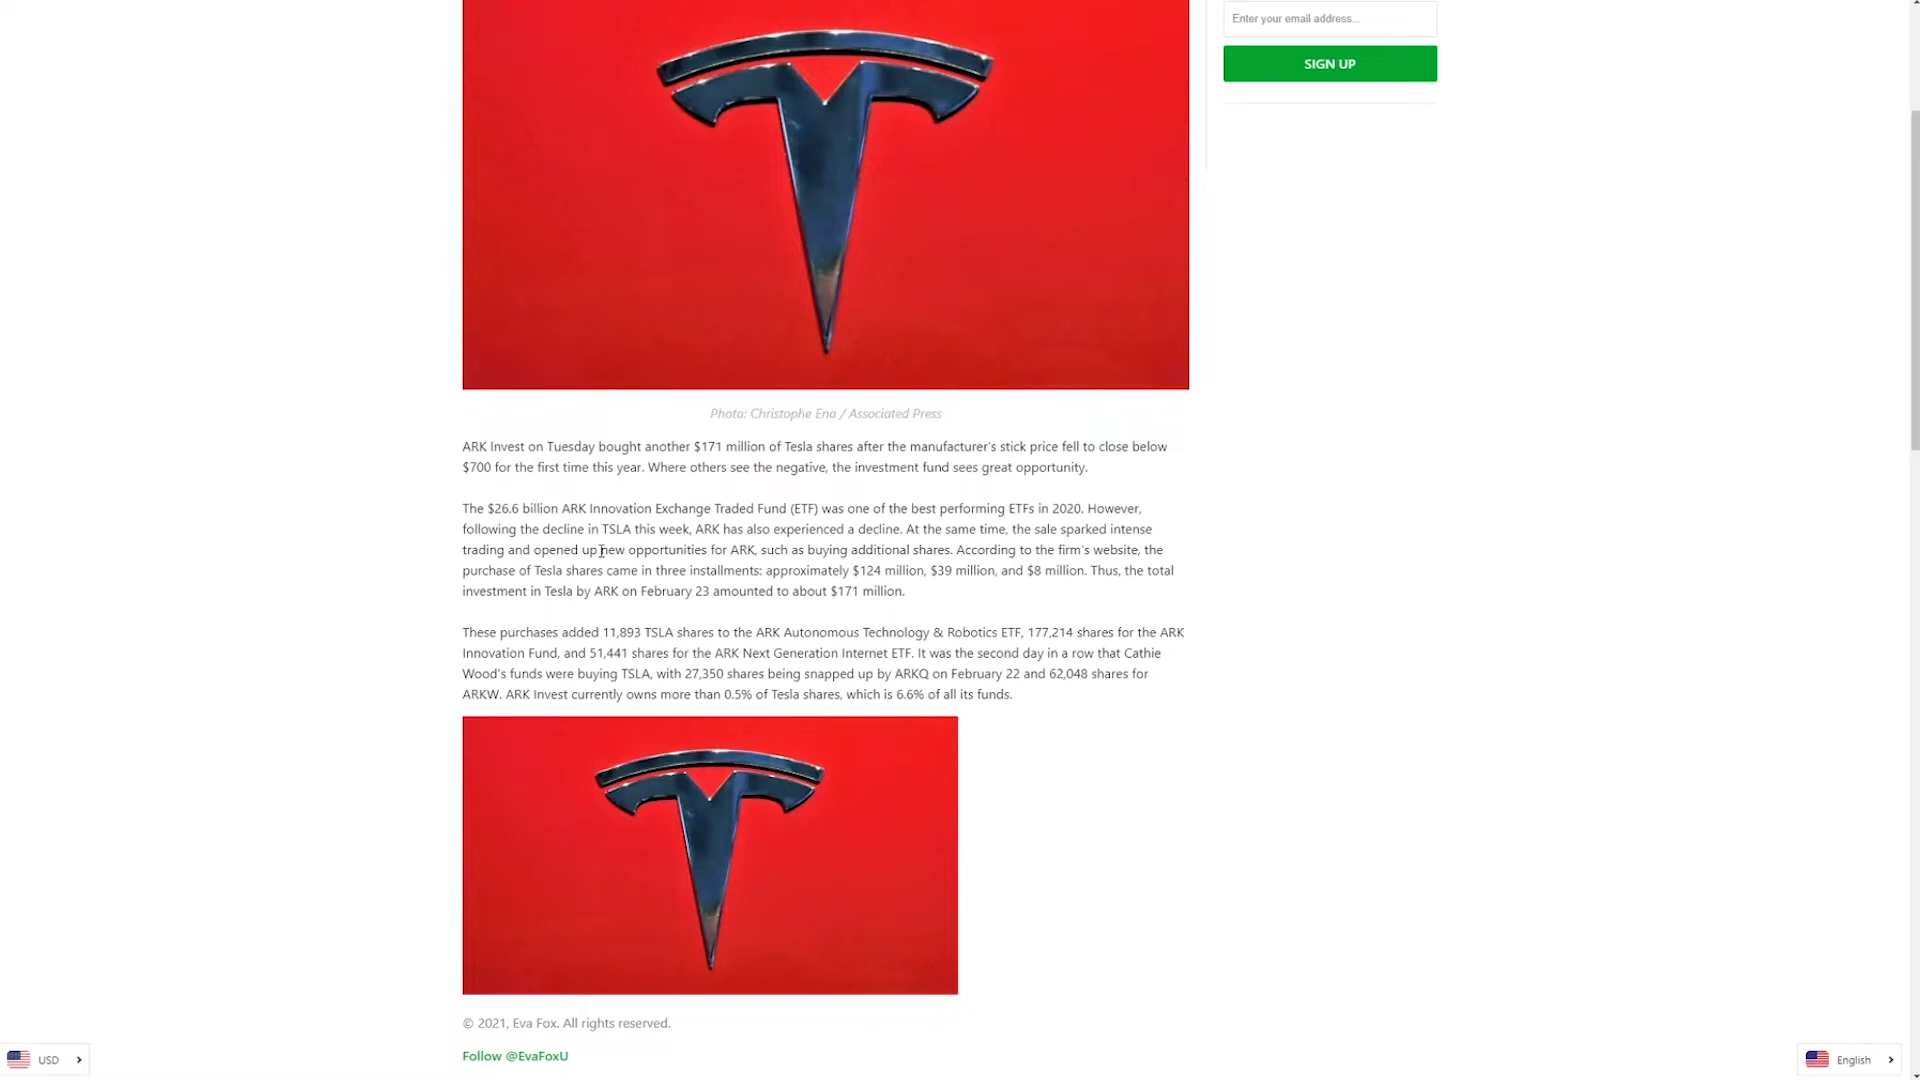 Enter your email address...
SIGN UP
Photo: Christophe Ena / Associated Press
ARK Invest on Tuesday bought another $171 million of Tesla shares after the manufacturer's stick price fell to close below
$700 for the first time this year. Where others see the negative, the investment fund sees great opportunity.
The $26.6 billion ARK Innovation Exchange Traded Fund (ETF) was one of the best performing ETFs in 2020. However,
following the decline in TSLA this week, ARK has also experienced a decline. At the same time, the sale sparked intense
trading and opened up new opportunities for ARK, such as buying additional shares. According to the firm's website, the
purchase of Tesla shares came in three installments: approximately $124 million, $39 million, and $8 million. Thus, the total
investment in Tesla by ARK on February 23 amounted to about $171 million.
These purchases added 11,893 TSLA shares to the ARK Autonomous Technology & Robotics ETF, 177,214 shares for the ARK
Innovation Fund, and 51,441 shares for the ARK Next Generation Internet ETF. It was the second day in a row that Cathie
Wood's funds were buying TSLA, with 27,350 shares being snapped up by ARKQ on February 22 and 62,048 shares for
ARKW. ARK Invest currently owns more than 0.5% of Tesla shares, which is 6.6% of all its funds.
© 2021, Eva Fox. All rights reserved.
Follow @EvaFoxU
USD
English